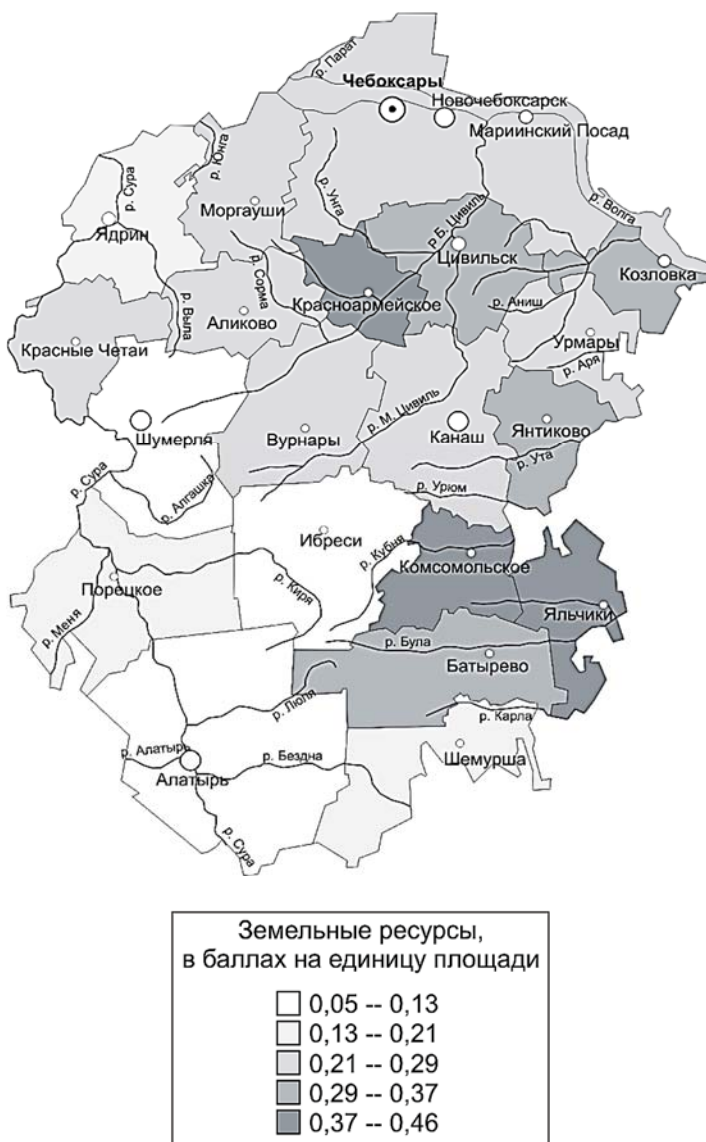 р. Парат
Чебоксары
Новочебоксарск
Мариинский Посад
р. Юнга
р. Сура
Моргауши
р. Унга
Р Б. Цивиль
р. Волга
Ядрин
Цивильск
Козловка
р. Сорма
Красноармейское
р. Аниш
р. Выла
Аликово
Урмары
Красные Четаи
р. Аря
р. М. Цивиль
Шумерля
Вурнары
Канаш
Янтиково
р. Ута
р. Сура
р. Алгашка
р. Урюм
Ибреси
р. Кубня
Комсомольское
Порецкое
р. Киря
Яльчики
р. Меня
р. Була
Батырево
р. Люля
р. Карла
р. Алатырь
р. Бездна
Шемурша
Алатырь
р. Сура
Земельные ресурсы,
в баллах на единицу площади
0,05 -- 0,13
0,13 -- 0,21
0,21 -- 0,29
0,29 -- 0,37
0,37 -- 0,46